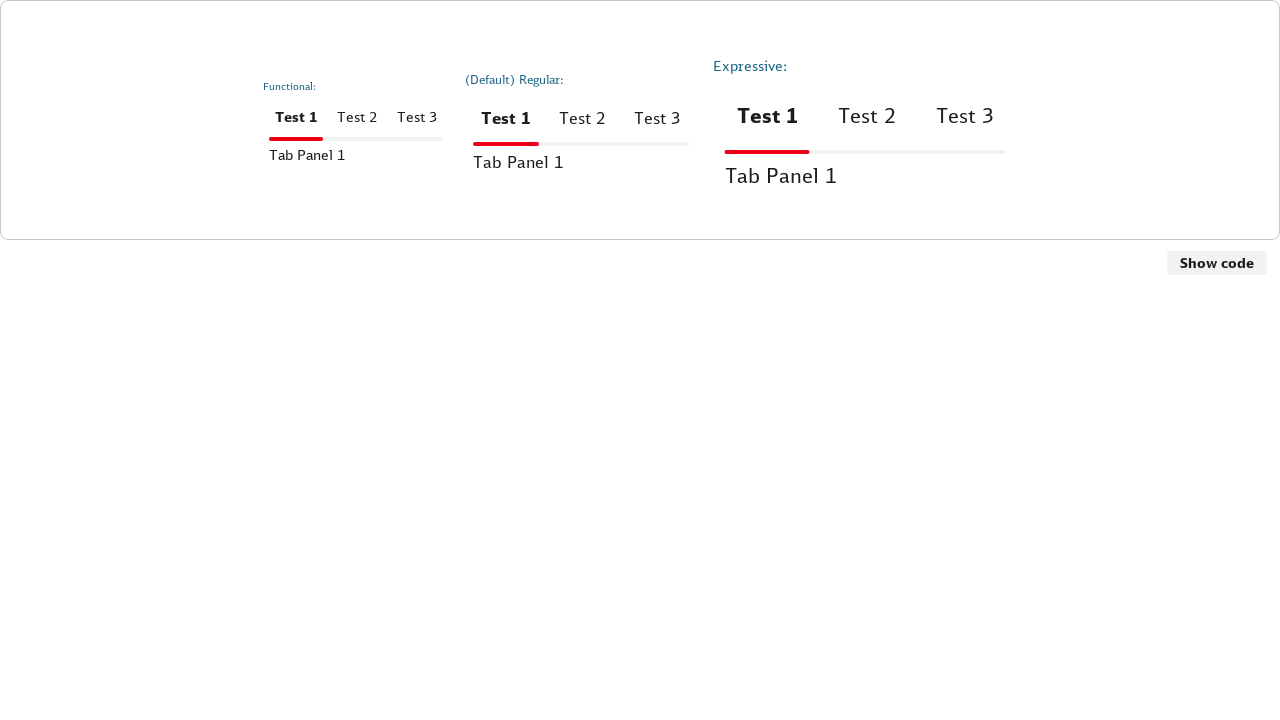 Functional:
Test 1 Test 2 Test 3
Tab Panel 1
(Default) Regular:
Test 1 Test 2 Test 3
Tab Panel 1
Expressive:
Test 1 Test 2 Test 3
Tab Panel 1
Show code